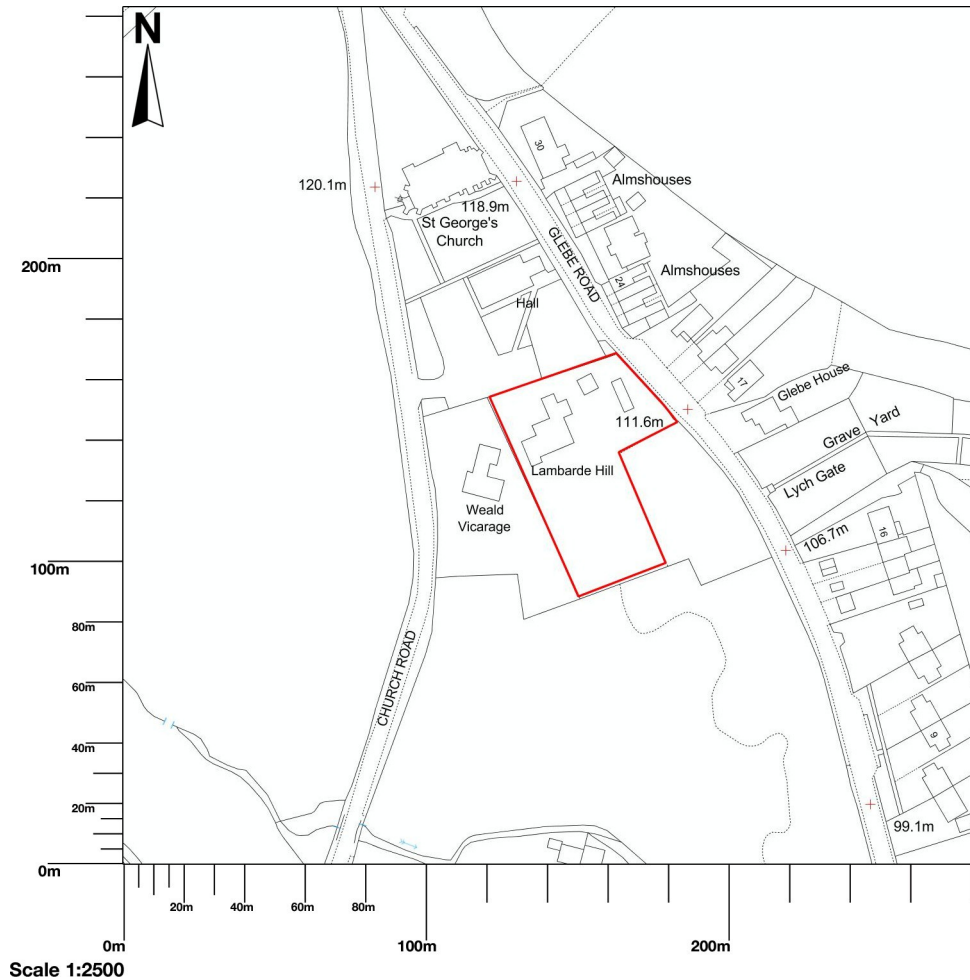 N
30
120.1m
Almshouses
118.9m
St George's
Church
GLEBE ROAD
200m
Almshouses
24
Hall
17
Glebe House
111.6m
Grave Yard
Lambarde Hill
Lych Gate
Weald
Vicarage
106.7m
16
100m
80m
CHURCH ROAD
60m
40m
9
20m
99.1m
0m
20m
40m
60m
80m
0m
100m
200m
Scale 1:2500